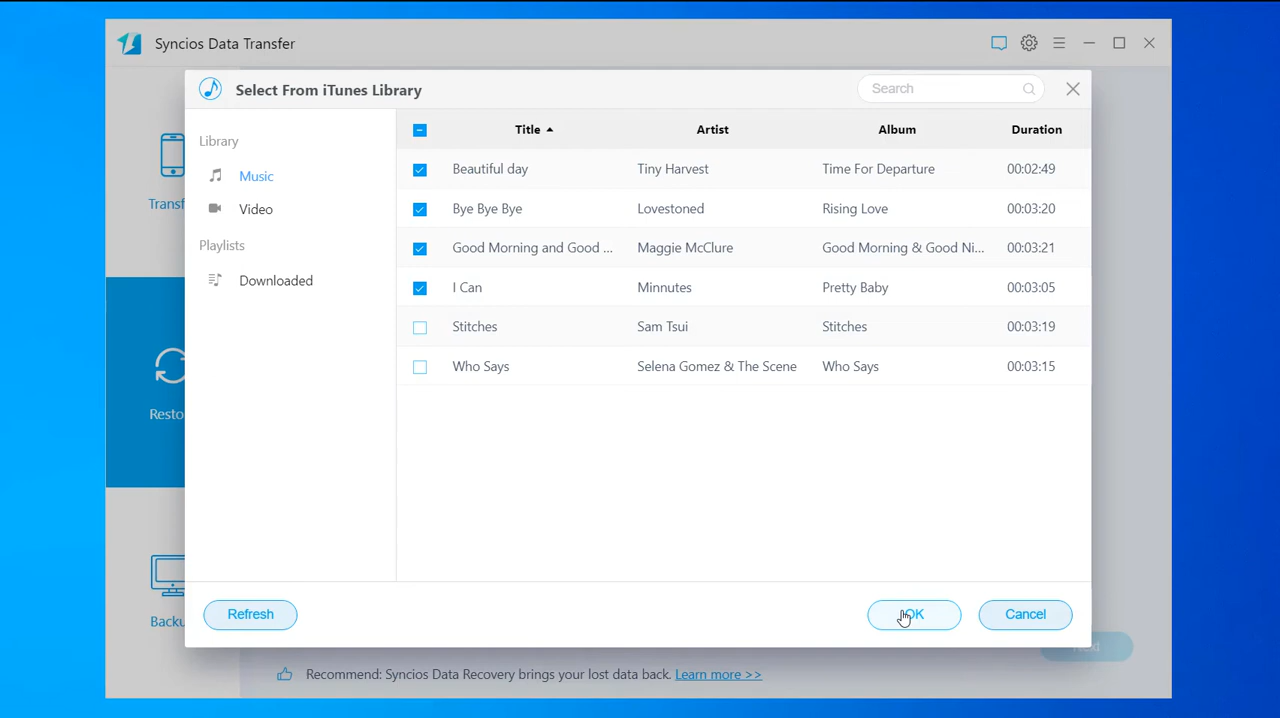 Syncios Data Transfer
Select From iTunes Library
Search
Library
Music
Video
Playlists
Downloaded
Title Artist Album Duration
Beautiful day Tiny Harvest Time For Departure 00:02:49
Bye Bye Bye Lovestoned Rising Love 00:03:20
Good Morning and Good ... Maggie McClure Good Morning & Good Ni... 00:03:21
I Can Minnutes Pretty Baby 00:03:05
Stitches Sam Tsui Stitches 00:03:19
Who Says Selena Gomez & The Scene Who Says 00:03:15
Transf
Resto
Backu
Refresh OK Cancel
Next
Recommend: Syncios Data Recovery brings your lost data back. Learn more >>